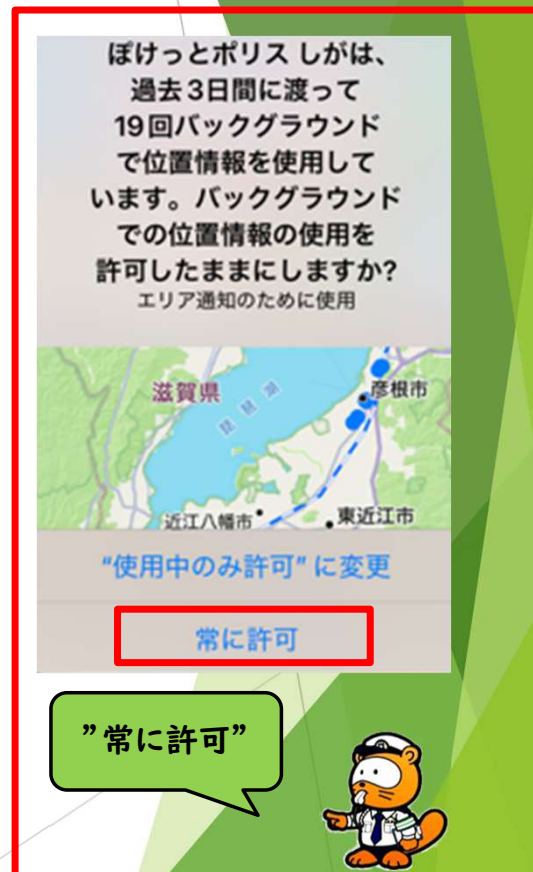 ぽけっとポリス しがは、
過去3日間に渡って
19回バックグラウンド
で位置情報を使用して
います。バックグラウンド
での位置情報の使用を
許可したままにしますか?
エリア通知のために使用
滋賀県
琵琶湖
彦根市
近江八幡市
東近江市
“使用中のみ許可”に変更
常に許可
”常に許可”